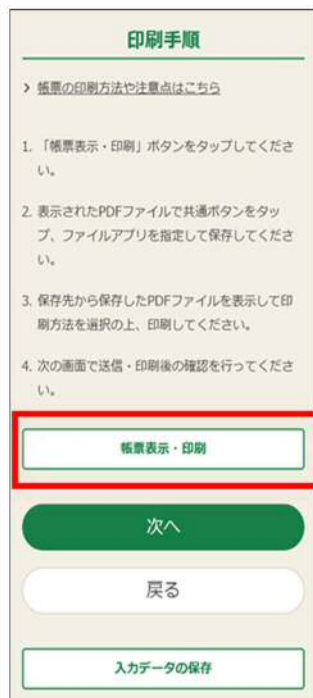 印刷手順
> 帳票の印刷方法や注意点はこちら
1. 「帳票表示・印刷」ボタンをタップしてくださ
い。
2. 表示されたPDFファイルで共通ボタンをタッ
プ、ファイルアプリを指定して保存してくださ
い。
3. 保存先から保存したPDFファイルを表示して印
刷方法を選択の上、印刷してください。
4. 次の画面で送信・印刷後の確認を行ってくださ
い。
帳票表示・印刷
次へ
戻る
入力データの保存